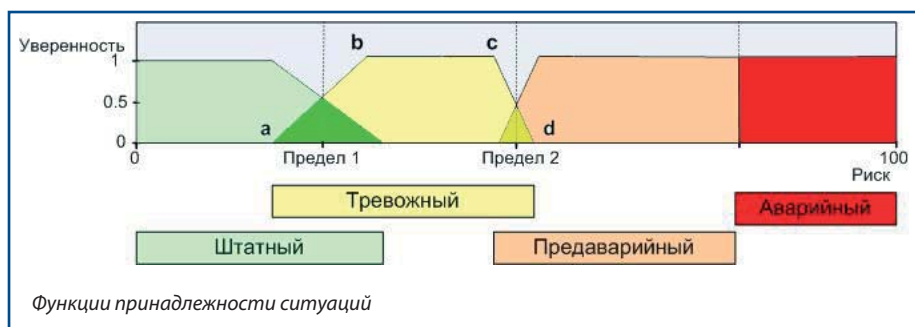 Уверенность
b
c
1
0.5
a
d
0
0
Предел 1
Предел 2
100
Риск
Тревожный
Аварийный
Штатный
Предаварийный
Функции принадлежности ситуаций